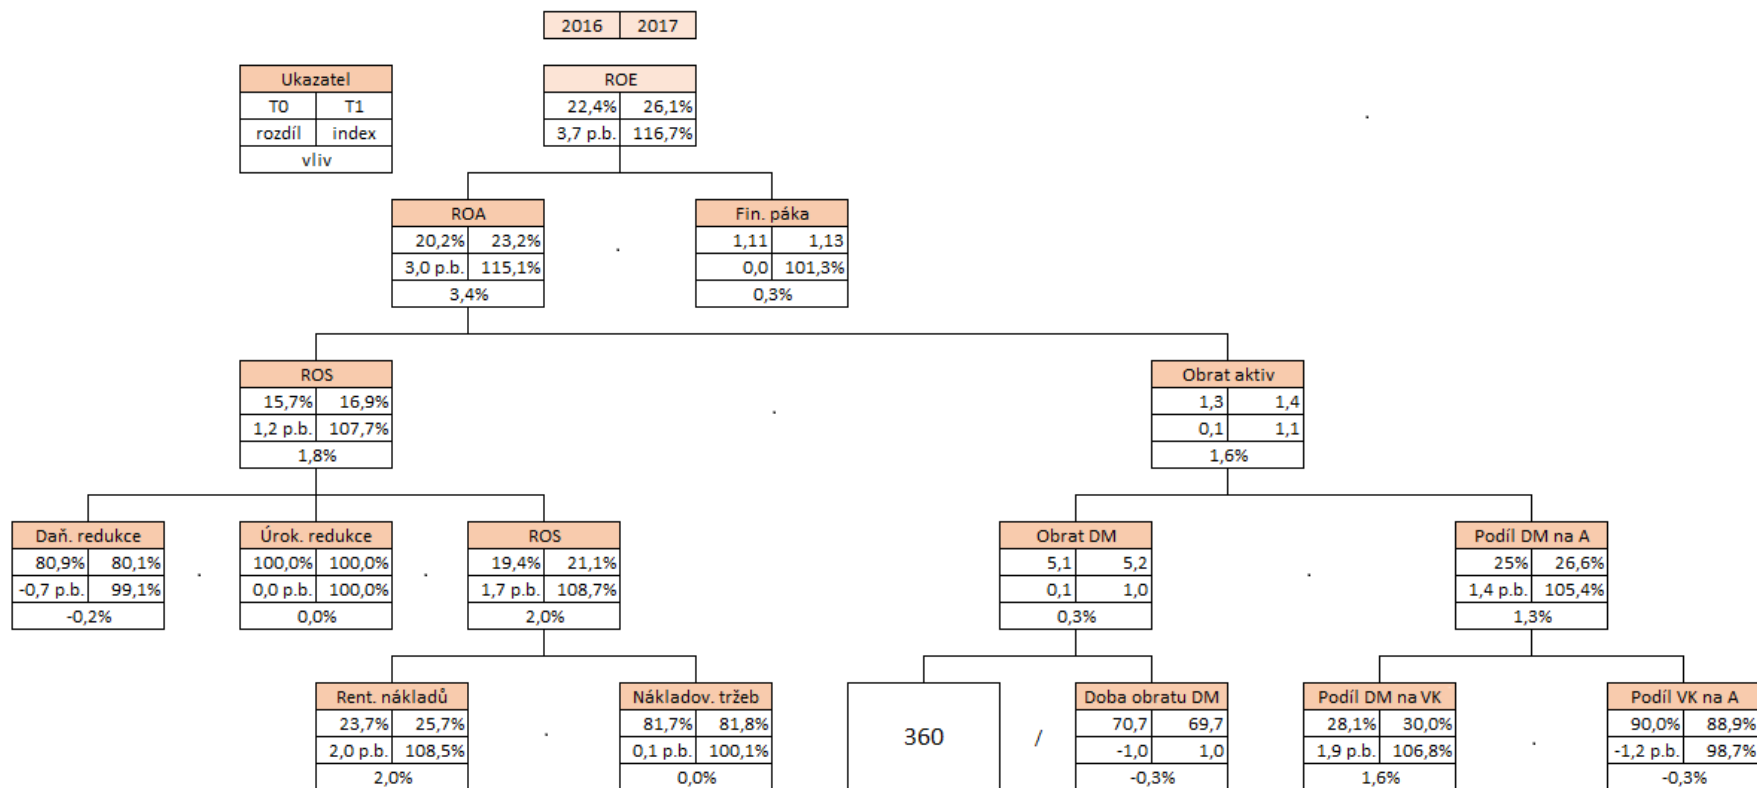 2016 2017
Ukazatel
T0 T1
rozdíl index
vliv
ROE
22,4% 26,1%
3,7 p.b. 116,7%
ROA
20,2% 23,2%
3,0 p.b. 115,1%
3,4%
.
Fin. páka
1,11 1,13
0,0 101,3%
0,3%
ROS
15,7% 16,9%
1,2 p.b. 107,7%
1,8%
.
Obrat aktiv
1,3 1,4
0,1 1,1
1,6%
Daň. redukce
80,9% 80,1%
-0,7 p.b. 99,1%
-0,2%
.
Úrok. redukce
100,0% 100,0%
0,0 p.b. 100,0%
0,0%
.
ROS
19,4% 21,1%
1,7 p.b. 108,7%
2,0%
Obrat DM
5,1 5,2
0,1 1,0
0,3%
.
Podíl DM na A
25% 26,6%
1,4 p.b. 105,4%
1,3%
Rent. nákladů
23,7% 25,7%
2,0 p.b. 108,5%
2,0%
.
Nákladov. tržeb
81,7% 81,8%
0,1 p.b. 100,1%
0,0%
360
/
Doba obratu DM
70,7 69,7
-1,0 1,0
-0,3%
Podíl DM na VK
28,1% 30,0%
1,9 p.b. 106,8%
1,6%
.
Podíl VK na A
90,0% 88,9%
-1,2 p.b. 98,7%
-0,3%